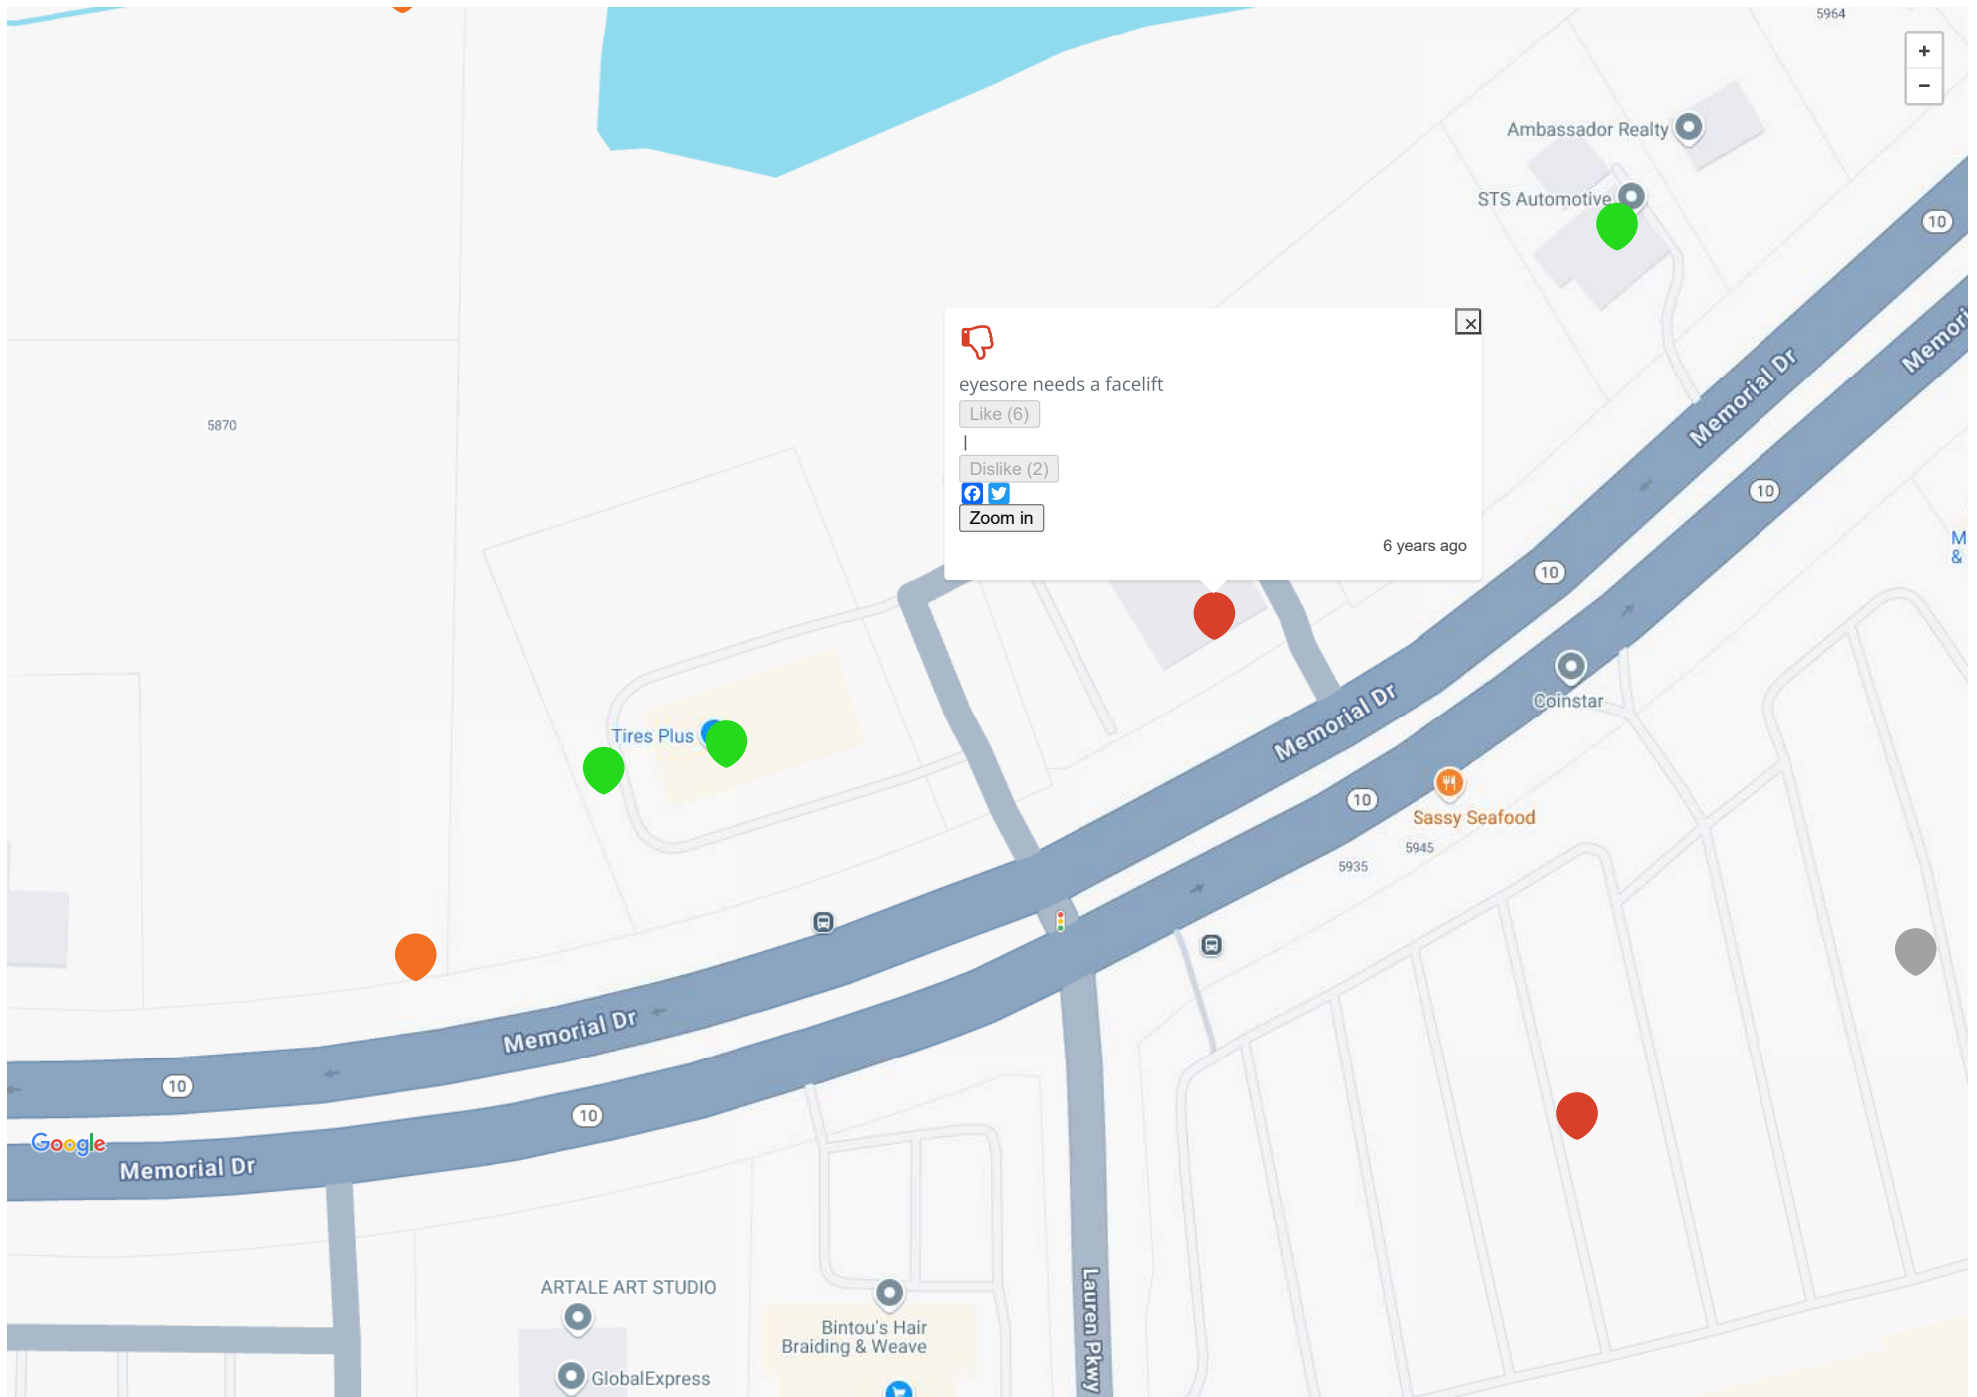 5964
+
−
Ambassador Realty
STS Automotive
10
Memorial Dr
eyesore needs a facelift
Like (6)
|
Dislike (2)
Zoom in
6 years ago
5870
Memorial Dr
10
10
M
&
Coinstar
Memorial Dr
Tires Plus
10
Sassy Seafood
5945
5935
Memorial Dr
10
10
Google
Memorial Dr
Lauren Pkwy
ARTALE ART STUDIO
Bintou's Hair
Braiding & Weave
GlobalExpress